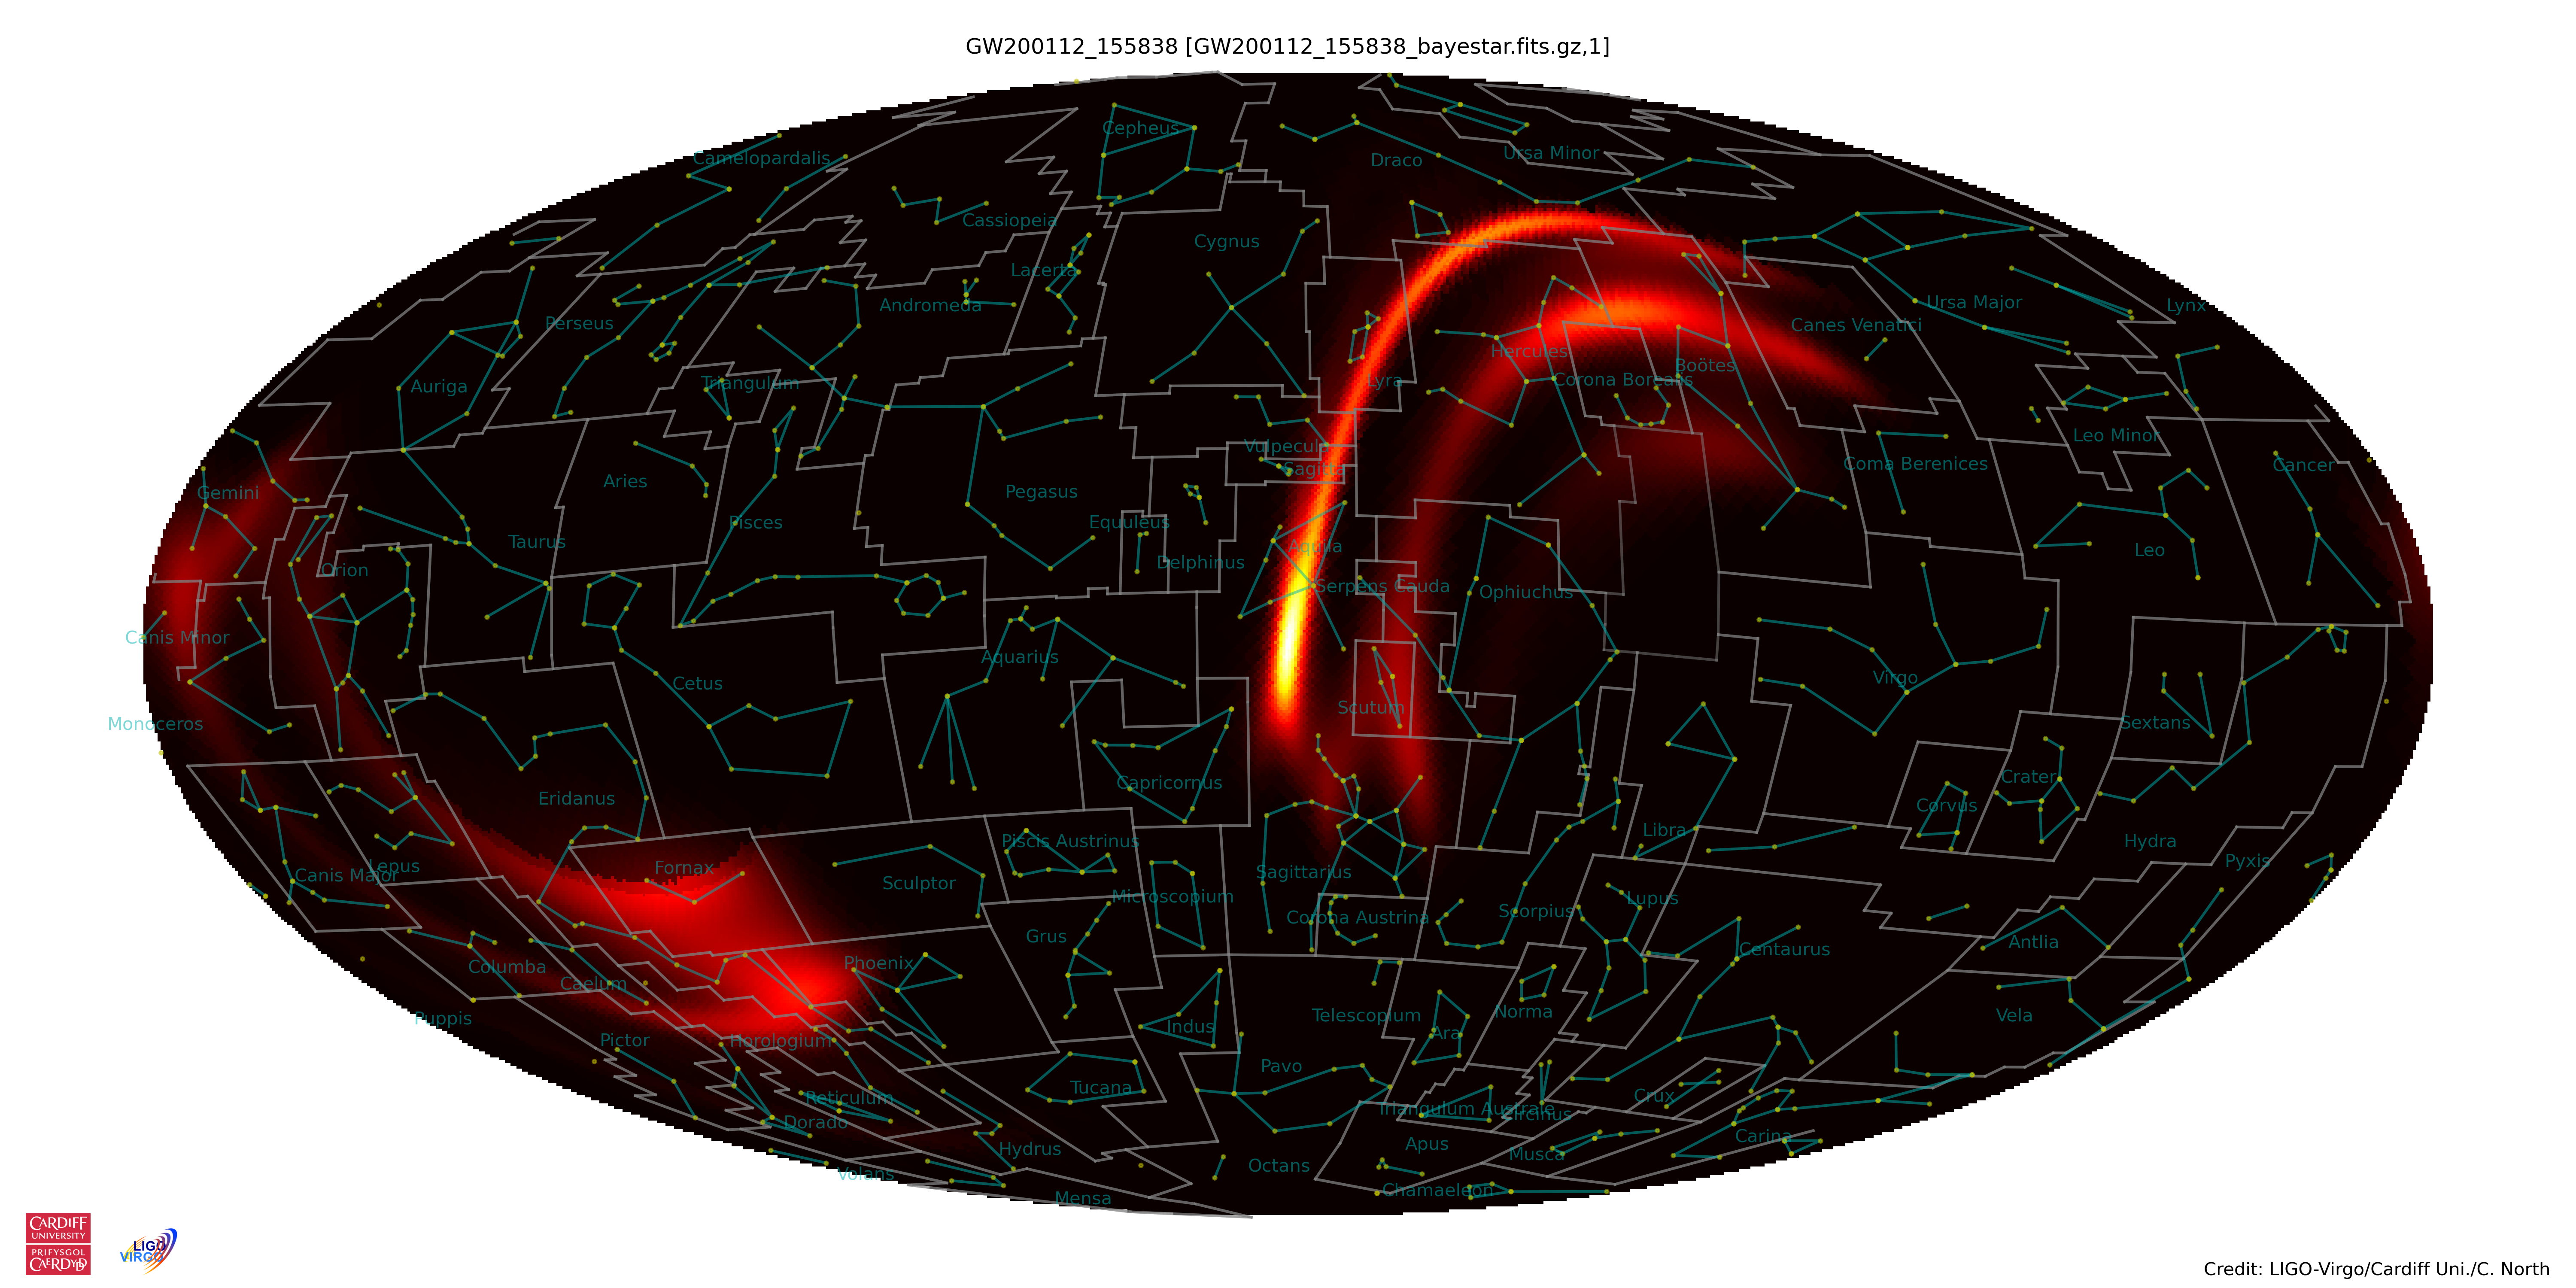 GW200112_155838 [GW200112_155838_bayestar.fits.gz,1]
Cepheus
Camelopardalis
Draco
Ursa Minor
Cassiopeia
Cygnus
Lacerta
Andromeda
Perseus
Ursa Major
Lynx
Canes Venatici
Hercules
Boötes
Auriga
Triangulum
Lyra
Corona Borealis
Vulpecula
Leo Minor
Sagitta
Coma Berenices
Cancer
Gemini
Aries
Pegasus
Pisces
Equuleus
Taurus
Aquila
Leo
Orion
Delphinus
Serpens Cauda
Ophiuchus
Canis Minor
Aquarius
Cetus
Virgo
Monoceros
Scutum
Sextans
Eridanus
Capricornus
Crater
Corvus
Libra
Piscis Austrinus
Hydra
Fornax
Lepus
Canis Major
Sculptor
Sagittarius
Pyxis
Microscopium
Lupus
Corona Austrina
Scorpius
Grus
Centaurus
Antlia
Columba
Phoenix
Caelum
Puppis
Indus
Telescopium
Norma
Vela
Pictor
Horologium
Ara
Pavo
Tucana
Reticulum
Crux
Triangulum Australe
Circinus
Dorado
Hydrus
Apus
Carina
Musca
Volans
Octans
Mensa
Chamaeleon
CARDIFF
UNIVERSITY
PRIFYSGOL
CAERDYDD
LIGO
VIRGO
Credit: LIGO-Virgo/Cardiff Uni./C. North